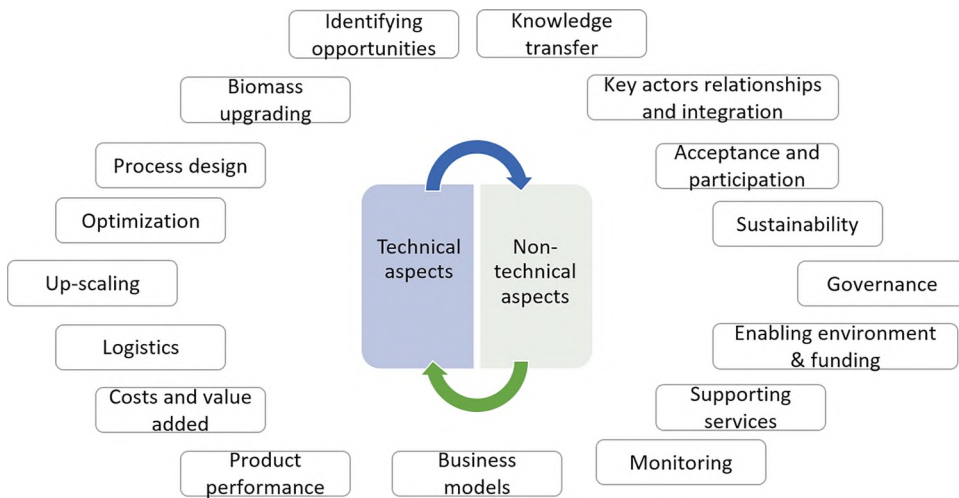 Identifying
opportunities
Knowledge
transfer
Biomass
upgrading
Key actors relationships
and integration
Process design
Acceptance and
participation
Optimization
Sustainability
Technical
aspects
Non-
technical
aspects
Up-scaling
Governance
Logistics
Enabling environment
& funding
Costs and value
added
Supporting
services
Product
performance
Business
models
Monitoring